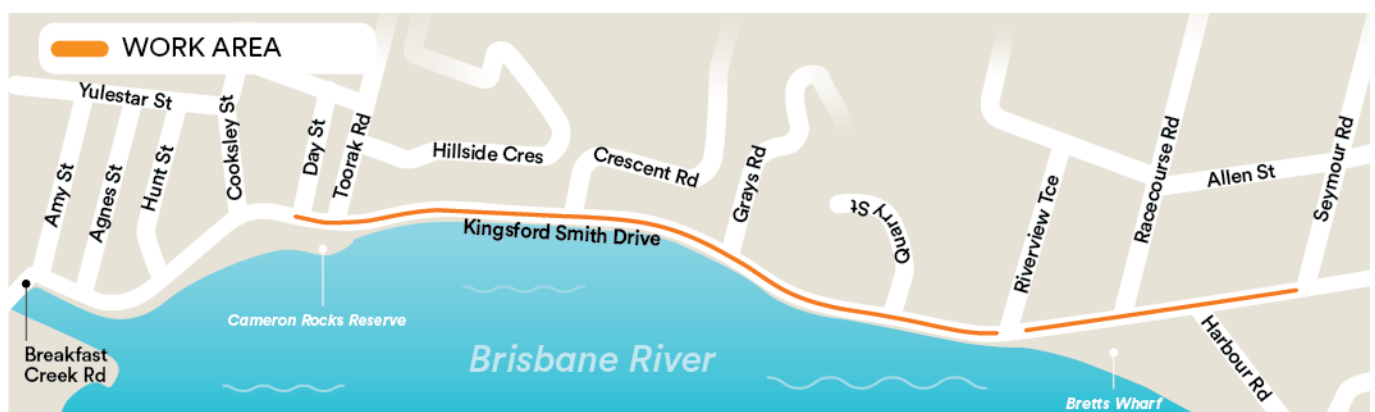 WORK AREA
Yulestar St
Amy St
Agnes St
Hunt St
Cooksley St
Day St
Toorak Rd
Hillside Cres
Crescent Rd
Grays Rd
Quarry St
Riverview Tce
Racecourse Rd
Allen St
Seymour Rd
Kingsford Smith Drive
Cameron Rocks Reserve
Breakfast
Creek Rd
Brisbane River
Harbour Rd
Bretts Wharf